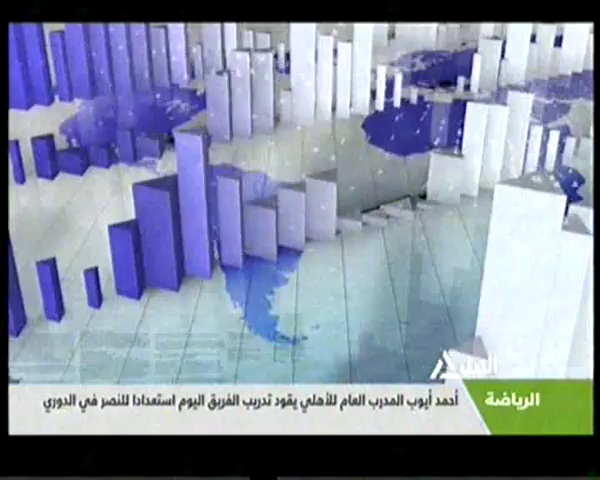 الرياضة
أحمد أيوب المدرب العام للأهلي يقود تدريب الفريق اليوم استعدادا للنصر في الدوري